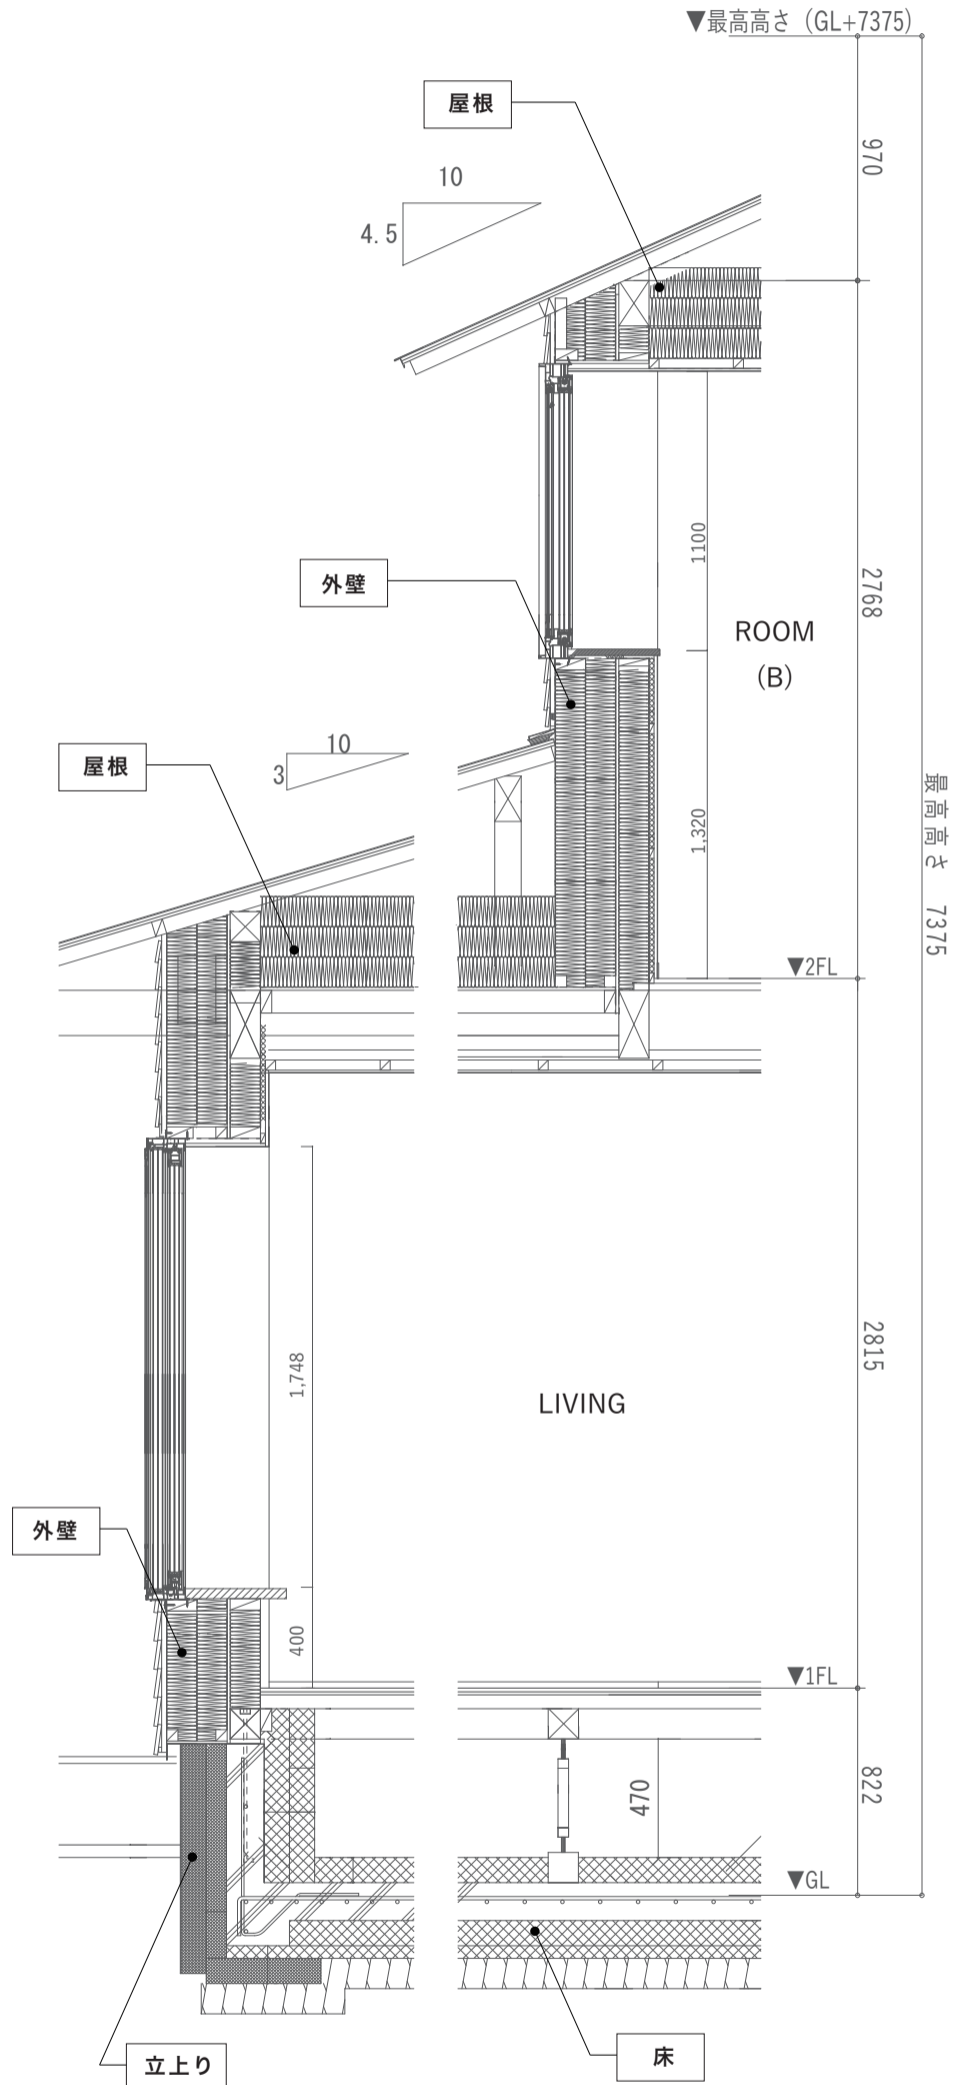 ▼最高高さ (GL+7375)
屋根
970
10
4.5
1100
外壁
2768
ROOM
(B)
10
3
屋根
1,320
最高高さ 7375
▼2FL
2815
1,748
LIVING
外壁
400
▼1FL
470
822
▼GL
床
立上り